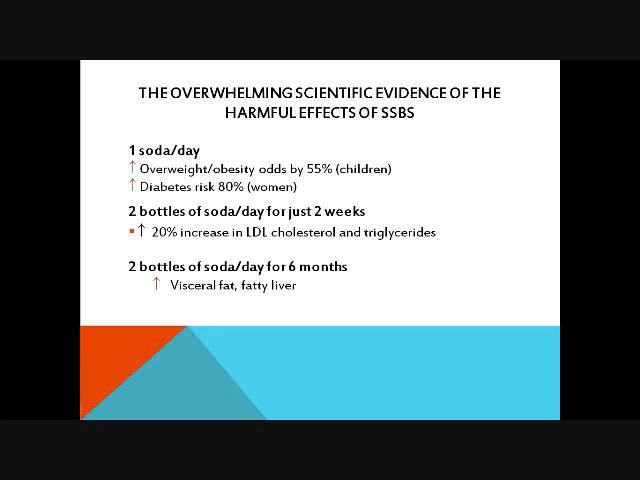 THE OVERWHELMING SCIENTIFIC EVIDENCE OF THE
HARMFUL EFFECTS OF SSBS
1 soda/day
↑ Overweight/obesity odds by 55% (children)
↑ Diabetes risk 80% (women)
2 bottles of soda/day for just 2 weeks
▪ ↑ 20% increase in LDL cholesterol and triglycerides
2 bottles of soda/day for 6 months
↑ Visceral fat, fatty liver